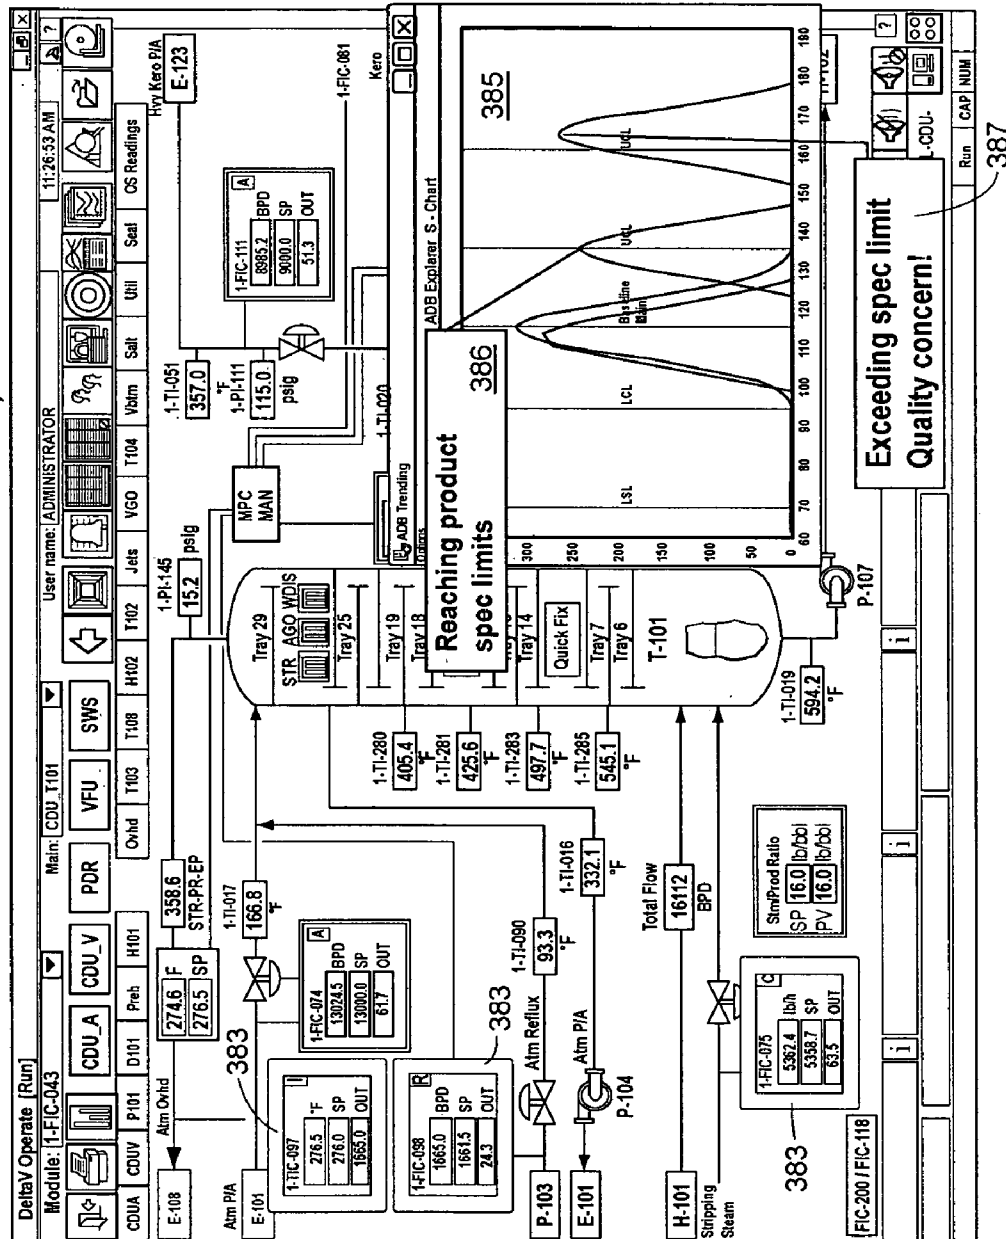 DeltaV Operate [Run]
Module: 1-FIC-043
Main: CDU_T101
User name: ADMINISTRATOR
11:26:53 AM
CDU_A
CDU_V
PDR
VFU
SWS
CDUA
CDUV
P101
D101
Preh
H101
Ovhd
T103
T108
H102
T102
Jets
VGO
T104
Vbtm
Salt
Util
Seal
OS Readings
E-108
Atm Ovhd
274.6 F
276.5 SP
358.6
STR-PR-EP
1-PI-145
15.2 psig
Hvy Kero P/A
E-123
1-TI-051
357.0
°F
1-PI-111
115.0
psig
1-FIC-111
A
8985.2 BPD
9000.0 SP
51.3 OUT
MPC
MAN
1-TI-020
1-FIC-081
Kero
Atm P/A
E-101
383
1-TI-017
166.8
°F
1-FIC-074
A
13024.5 BPD
13000.0 SP
61.7 OUT
1-TIC-097
I
276.5 °F
276.0 SP
1665.0 OUT
1-FIC-098
R
1665.0 BPD
1661.5 SP
24.3 OUT
383
P-103
Atm Reflux
1-TI-090
93.3
°F
E-101
Atm P/A
P-104
1-TI-016
332.1
°F
Tray 29
STR AGO WDIS
Tray 25
Tray 19
Tray 18
Tray 14
Quick Fix
Tray 7
Tray 6
T-101
1-TI-280
405.4
°F
1-TI-281
425.6
°F
1-TI-283
497.7
°F
1-TI-285
545.1
°F
H-101
Total Flow
16112
BPD
Stripping
Steam
1-FIC-075
C
5362.4 lb/h
5358.7 SP
63.5 OUT
383
Stm/Prod Ratio
SP 16.0 lb/bbl
PV 16.0 lb/bbl
FIC-200 / FIC-118
1-TI-019
594.2
°F
P-107
ADB Trending
Options
ADB Explorer S - Chart
385
Reaching product
spec limits
386
300
250
200
150
100
50
0
LSL
LCL
Baseline
Main
UCL
UCL
60 70 80 90 100 110 120 130 140 150 160 170 180 190
Exceeding spec limit
Quality concern!
387
L-CDU-
Run
CAP
NUM